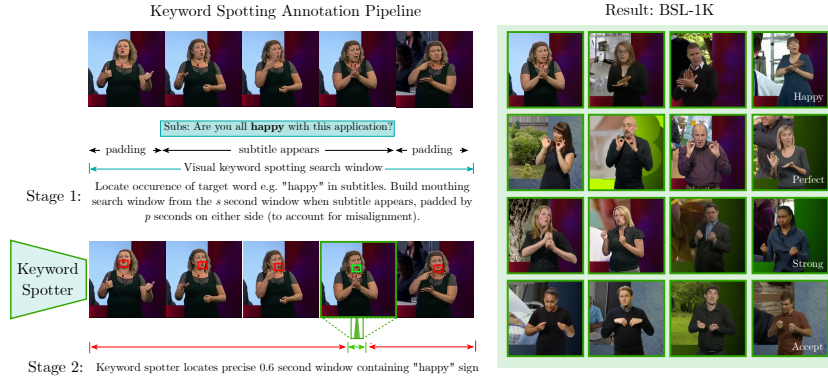 Keyword Spotting Annotation Pipeline
Subs: Are you all happy with this application?
padding
subtitle appears
padding
Visual keyword spotting search window
Stage 1:
Locate occurence of target word e.g. "happy" in subtitles. Build mouthing
search window from the s second window when subtitle appears, padded by
p seconds on either side (to account for misalignment).
Keyword
Spotter
Stage 2:
Keyword spotter locates precise 0.6 second window containing "happy" sign
Result: BSL-1K
Happy
Perfect
Strong
Accept